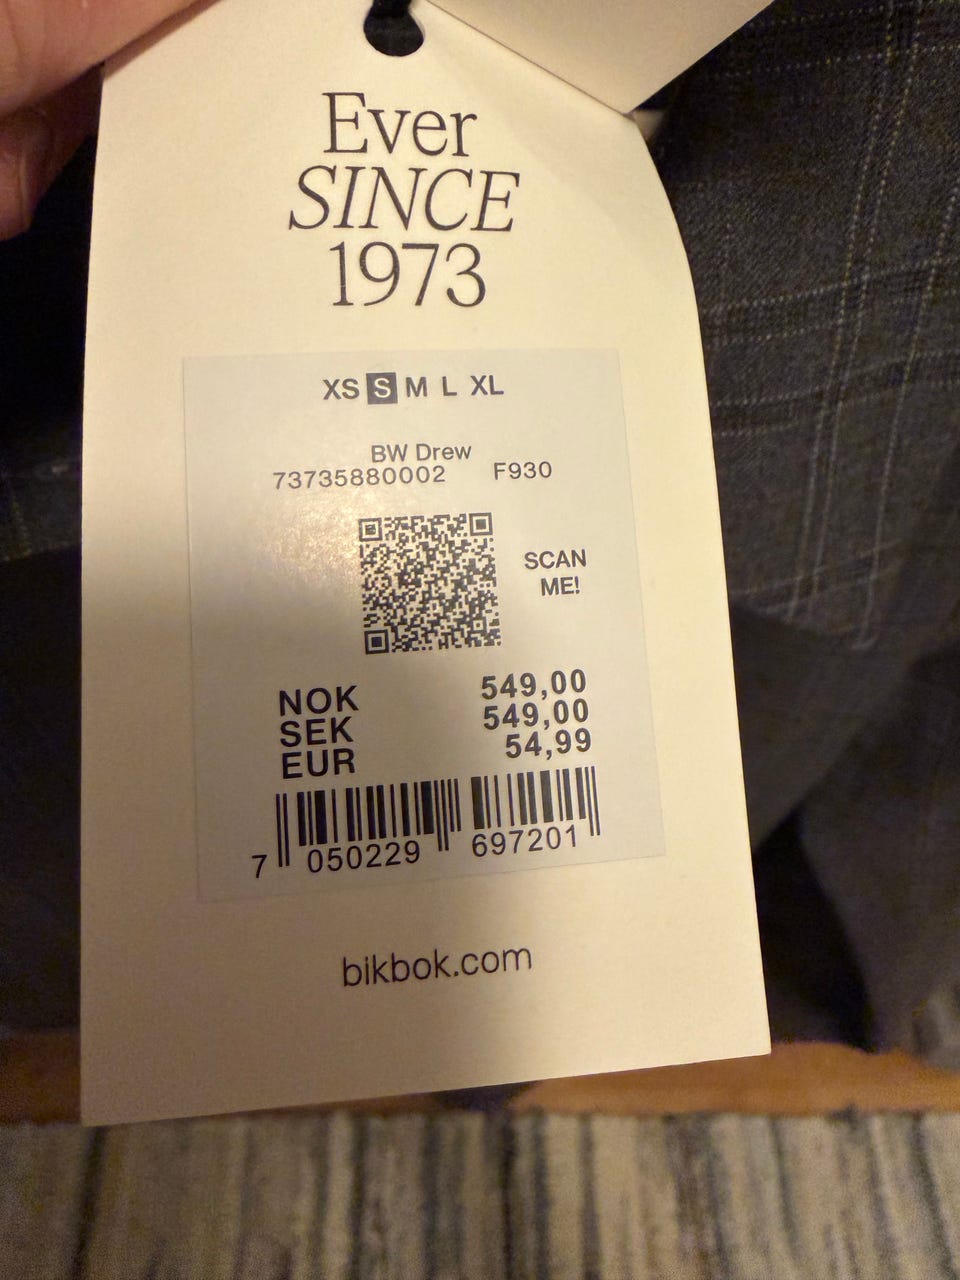 Ever
SINCE
1973
XS S M L XL
BW Drew
73735880002 F930
SCAN
ME!
NOK 549,00
SEK 549,00
EUR 54,99
7 050229 697201
bikbok.com